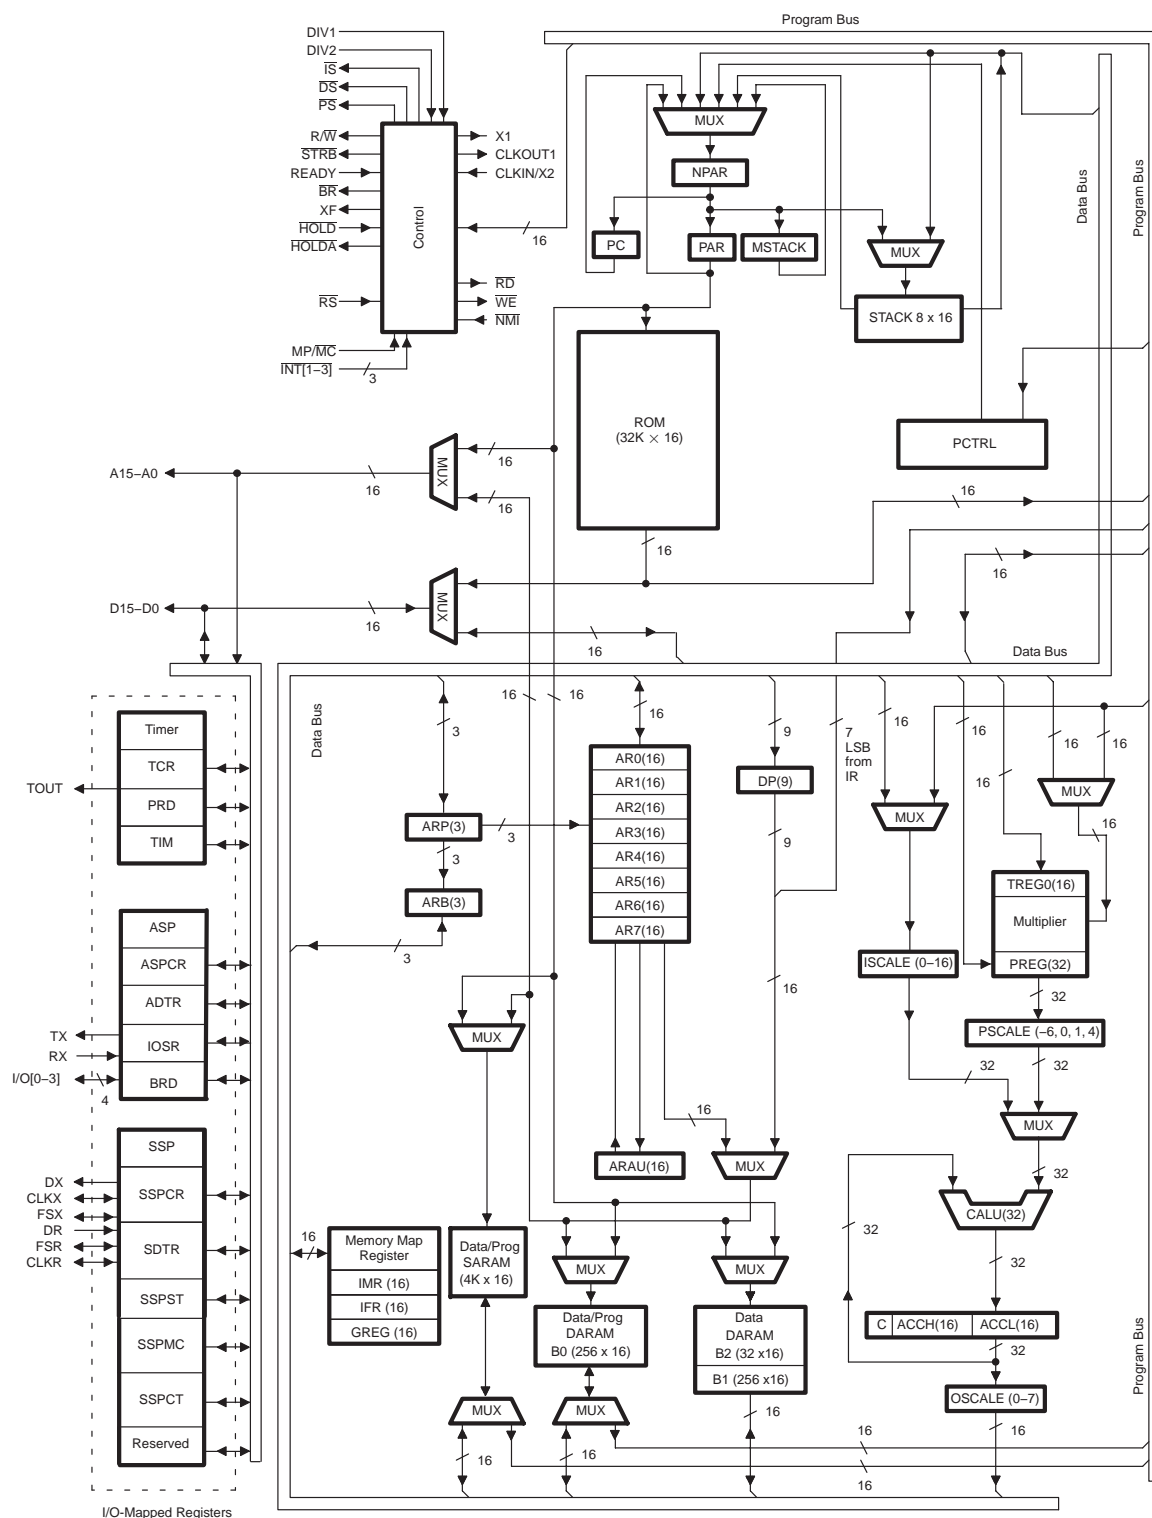 Program Bus
DIV1
DIV2
IS
DS
PS
R/W
STRB
READY
BR
XF
HOLD
HOLDA
RS
MP/MC
INT[1–3]
3
Control
X1
CLKOUT1
CLKIN/X2
16
RD
WE
NMI
MUX
NPAR
PC
PAR
MSTACK
MUX
STACK 8 x 16
Data Bus
Program Bus
ROM
(32K × 16)
PCTRL
A15–A0
16
MUX
16
16
16
16
16
D15–D0
16
MUX
16
Data Bus
I/O-Mapped Registers
Timer
TCR
PRD
TIM
TOUT
ASP
ASPCR
ADTR
IOSR
BRD
TX
RX
I/O[0–3]
4
SSP
SSPCR
SDTR
SSPST
SSPMC
SSPCT
Reserved
DX
CLKX
FSX
DR
FSR
CLKR
Data Bus
3
ARP(3)
3
3
ARB(3)
3
16
16
16
AR0(16)
AR1(16)
AR2(16)
AR3(16)
AR4(16)
AR5(16)
AR6(16)
AR7(16)
9
DP(9)
9
7
LSB
from
IR
16
16
MUX
ISCALE (0–16)
16
16
16
16
MUX
16
TREG0(16)
Multiplier
PREG(32)
32
PSCALE (–6, 0, 1, 4)
32
32
MUX
32
CALU(32)
32
32
C
ACCH(16)
ACCL(16)
32
OSCALE (0–7)
16
MUX
16
ARAU(16)
MUX
16
Memory Map
Register
IMR (16)
IFR (16)
GREG (16)
Data/Prog
SARAM
(4K x 16)
MUX
Data/Prog
DARAM
B0 (256 x 16)
MUX
Data
DARAM
B2 (32 x16)
B1 (256 x16)
MUX
16
MUX
16
16
16
16
Program Bus